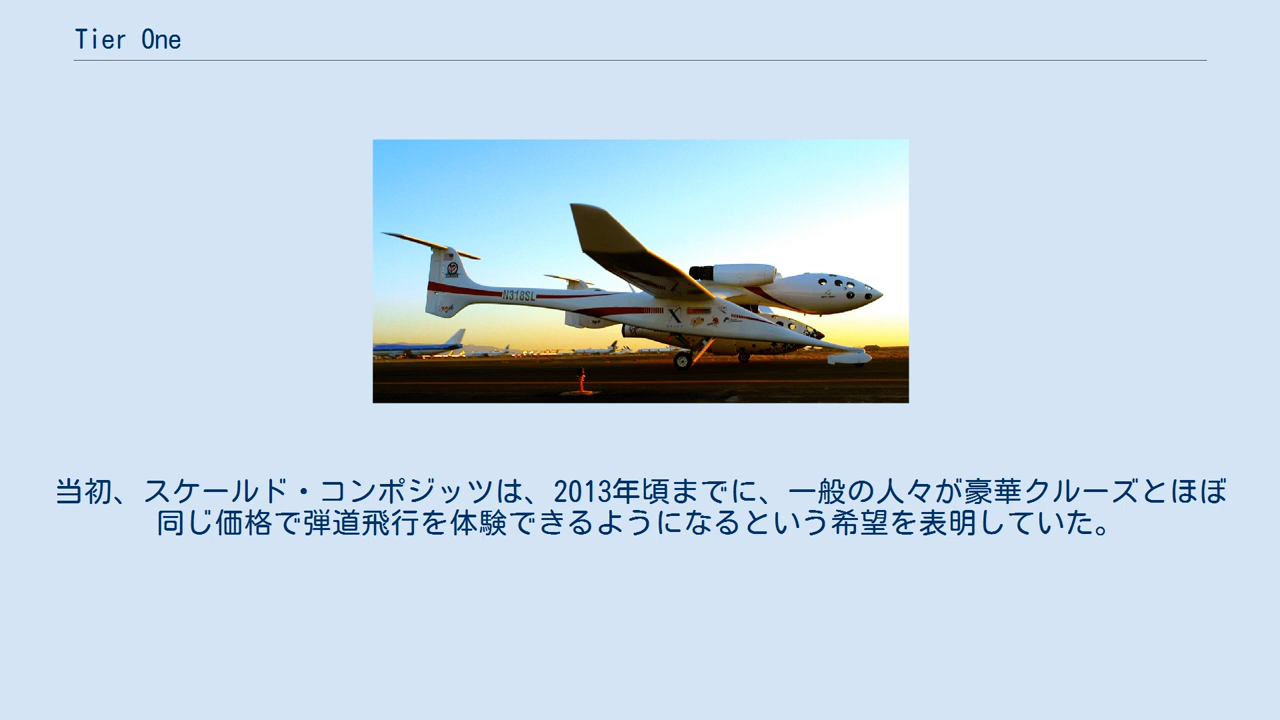 Tier One
N318SL
X
当初、スケールド・コンポジッツは、2013年頃までに、一般の人々が豪華クルーズとほぼ
同じ価格で弾道飛行を体験できるようになるという希望を表明していた。